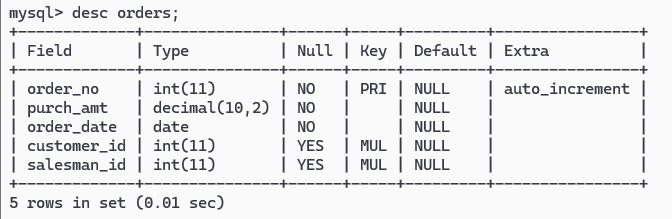 mysql> desc orders;
+-------------+---------------+------+-----+---------+----------------+
| Field       | Type          | Null | Key | Default | Extra          |
+-------------+---------------+------+-----+---------+----------------+
| order_no    | int(11)       | NO   | PRI | NULL    | auto_increment |
| purch_amt   | decimal(10,2) | NO   |     | NULL    |                |
| order_date  | date          | NO   |     | NULL    |                |
| customer_id | int(11)       | YES  | MUL | NULL    |                |
| salesman_id | int(11)       | YES  | MUL | NULL    |                |
+-------------+---------------+------+-----+---------+----------------+
5 rows in set (0.01 sec)